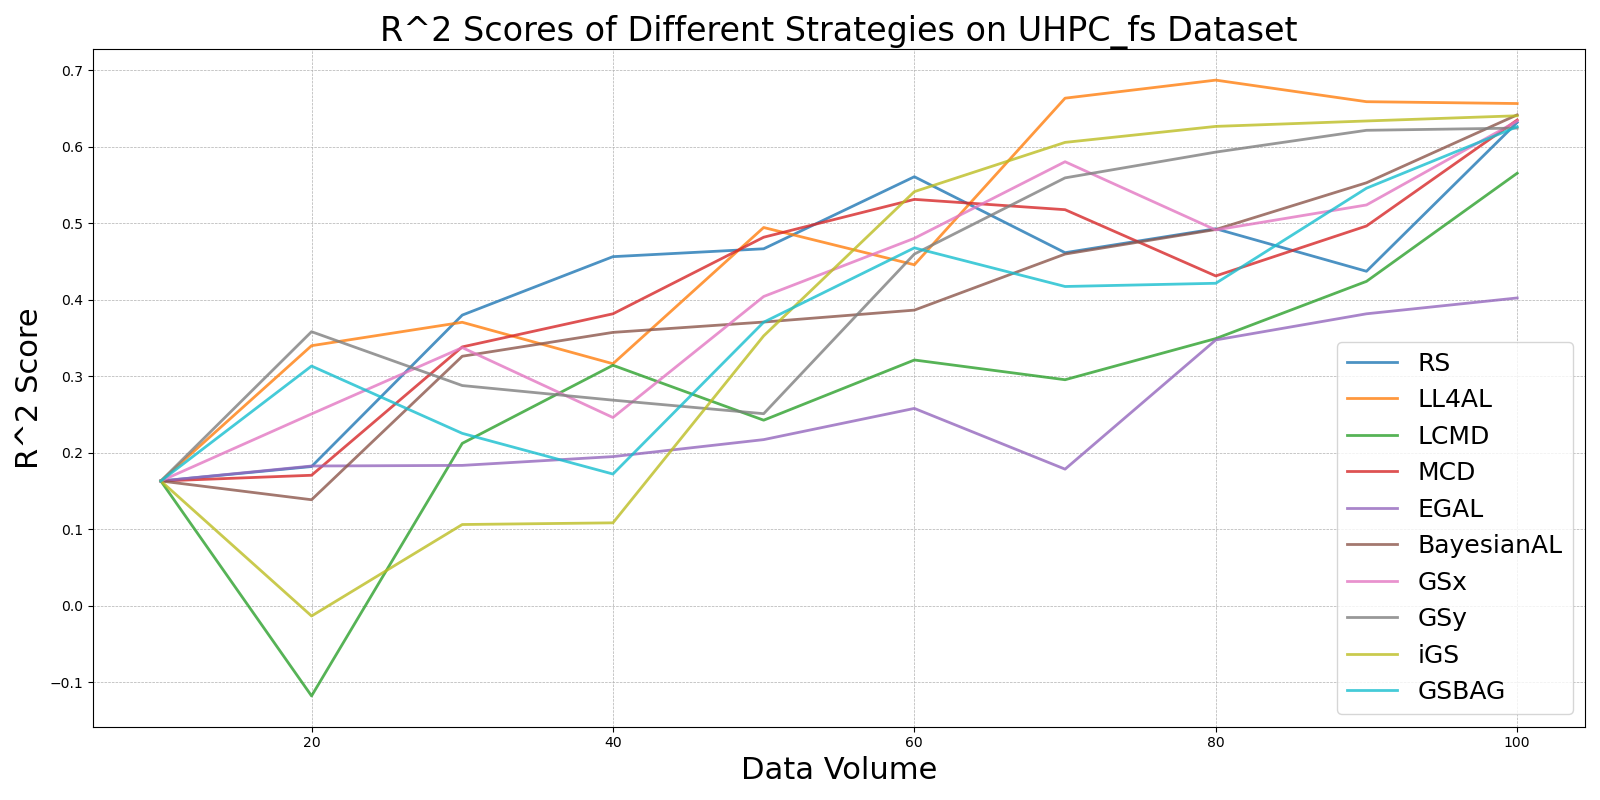 R^2 Scores of Different Strategies on UHPC_fs Dataset
R^2 Score
0.7
0.6
0.5
0.4
0.3
0.2
0.1
0.0
−0.1
20
40
60
80
100
Data Volume
RS
LL4AL
LCMD
MCD
EGAL
BayesianAL
GSx
GSy
iGS
GSBAG